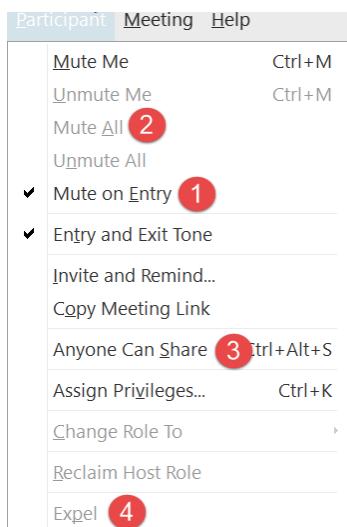 Participant Meeting Help
Mute Me Ctrl+M
Unmute Me Ctrl+M
Mute All 2
Unmute All
Mute on Entry 1
Entry and Exit Tone
Invite and Remind...
Copy Meeting Link
Anyone Can Share 3 Ctrl+Alt+S
Assign Privileges... Ctrl+K
Change Role To
Reclaim Host Role
Expel 4